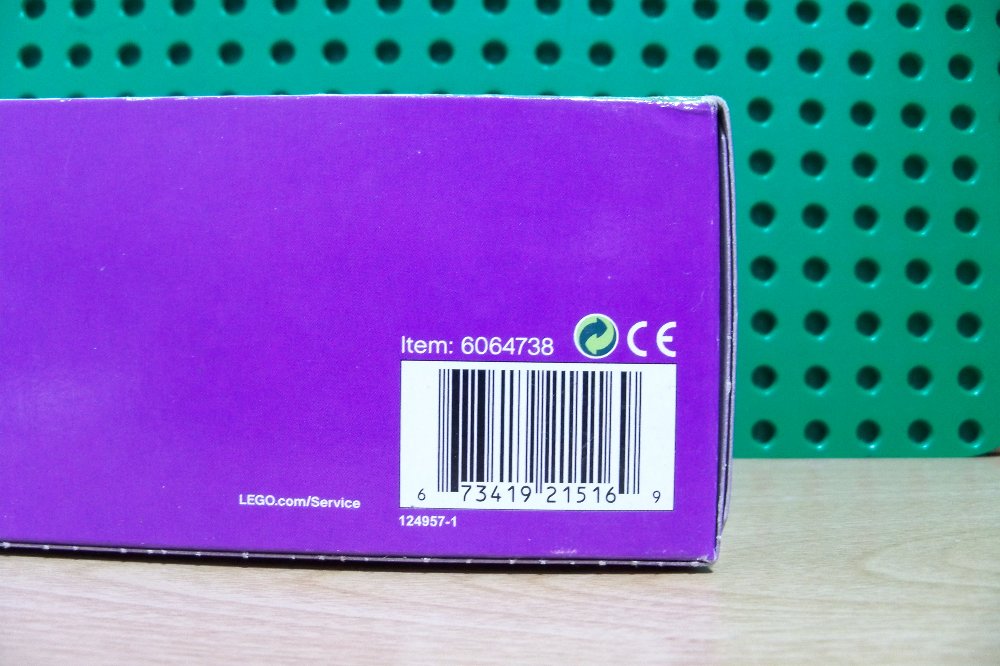 Item: 6064738 CE
6 73419 21516 9
LEGO.com/Service
124957-1